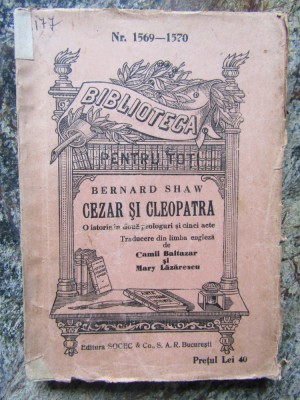 177
Nr. 1569—1570
BIBLIOTECA
PENTRU TOȚI
BERNARD SHAW
CEZAR ȘI CLEOPATRA
O istorie în două prologuri și cinci acte
Traducere din limba engleză
de
Camil Baltazar
și
Mary Lăzărescu
Editura SOCEC & Co., S. A. R. București
Prețul Lei 40